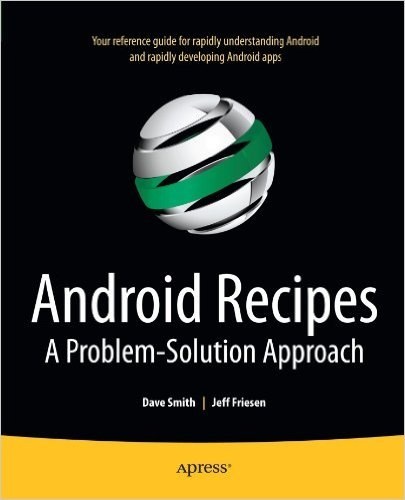 Your reference guide for rapidly understanding Android
and rapidly developing Android apps
Android Recipes
A Problem-Solution Approach
Dave Smith | Jeff Friesen
Apress®